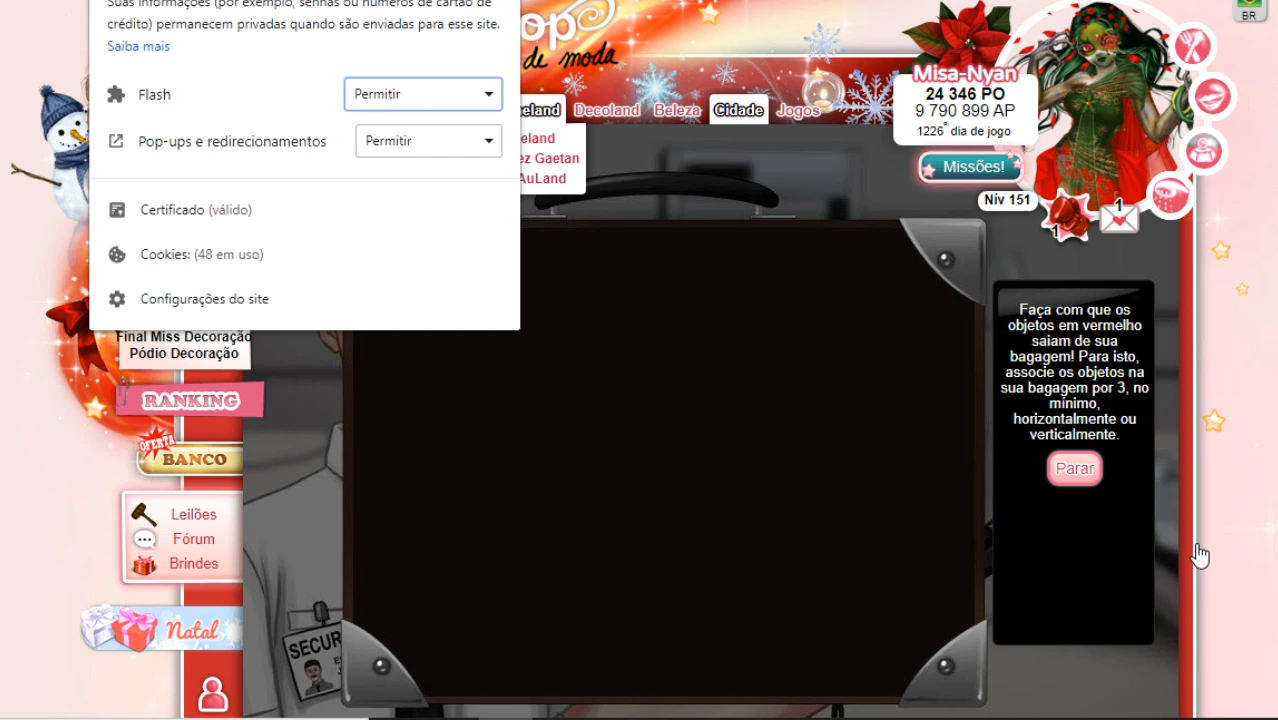 Suas informações (por exemplo, senhas ou números de cartão de
crédito) permanecem privadas quando são enviadas para esse site.
Saiba mais
Flash
Permitir
Pop-ups e redirecionamentos
Permitir
Certificado (válido)
Cookies: (48 em uso)
Configurações do site
op
de moda
BR
eland
Decoland
Beleza
Cidade
Jogos
eland
ez Gaetan
AuLand
Misa-Nyan
24 346 PO
9 790 899 AP
1226° dia de jogo
Missões!
Nív 151
1
1
Final Miss Decoração
Pódio Decoração
RANKING
OFERTA
BANCO
Leilões
Fórum
Brindes
Natal
SECUR
Faça com que os
objetos em vermelho
saiam de sua
bagagem! Para isto,
associe os objetos na
sua bagagem por 3, no
mínimo,
horizontalmente ou
verticalmente.
Parar